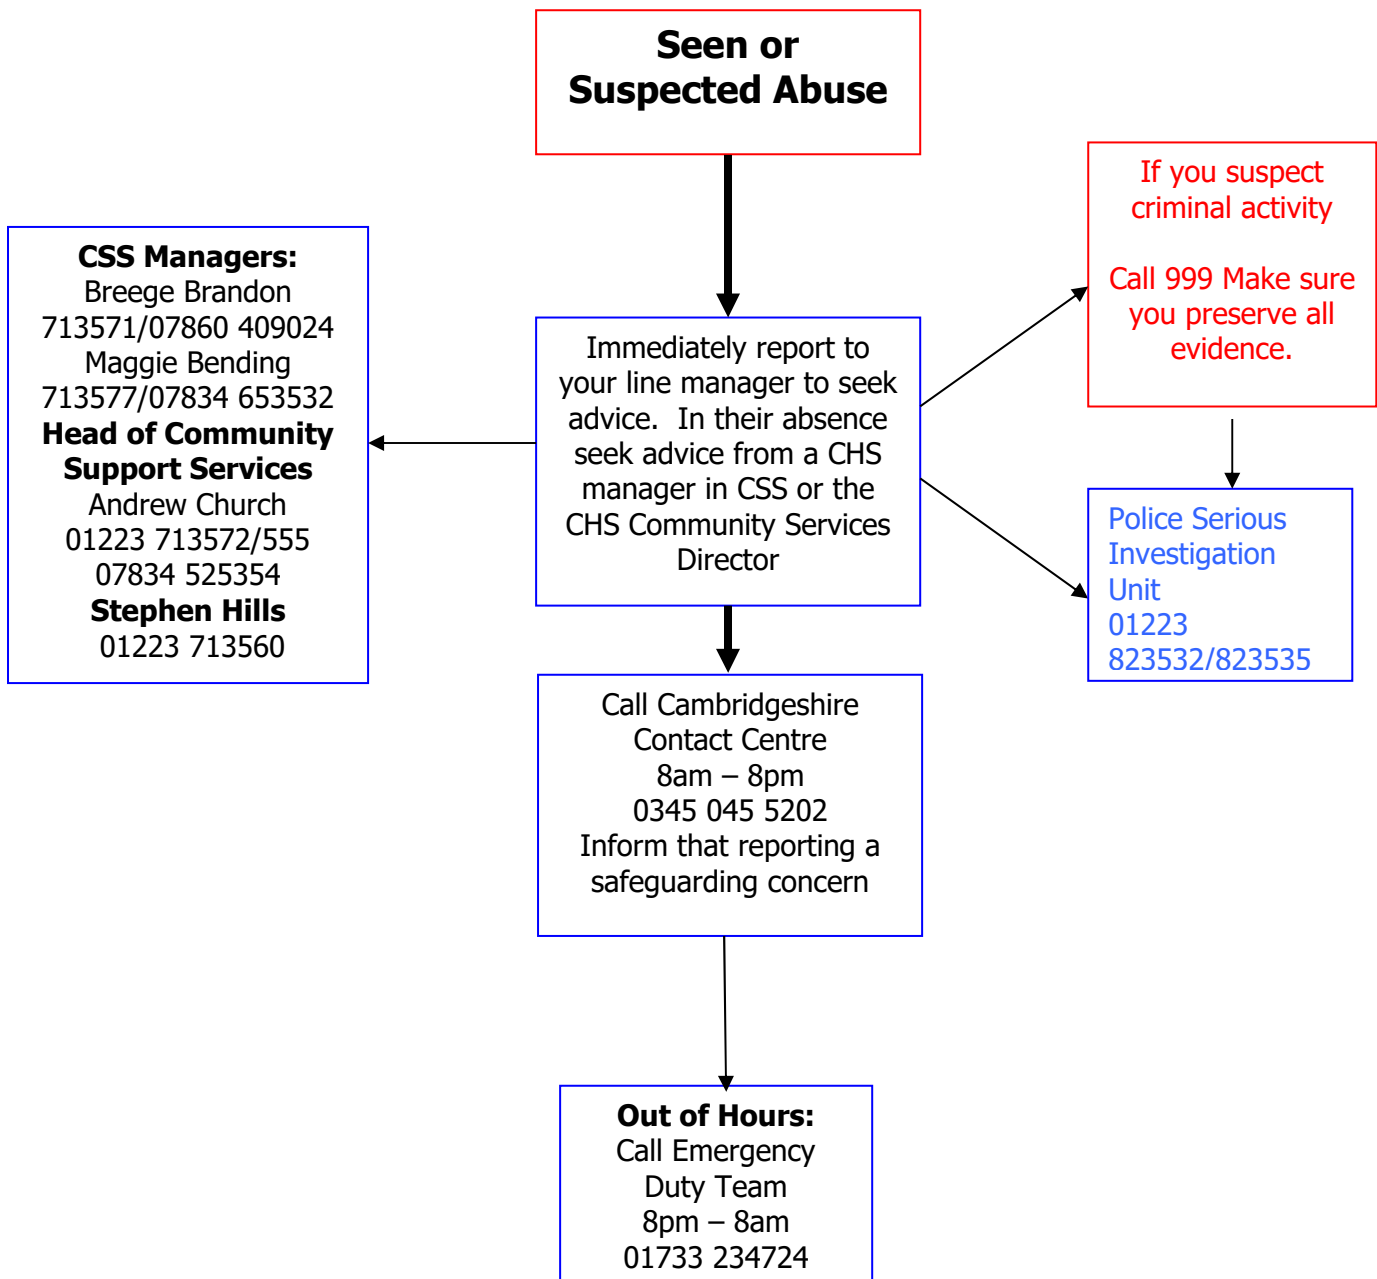 Seen or
Suspected Abuse
If you suspect
criminal activity
Call 999 Make sure
you preserve all
evidence.
CSS Managers:
Breege Brandon
713571/07860 409024
Maggie Bending
713577/07834 653532
Head of Community
Support Services
Andrew Church
01223 713572/555
07834 525354
Stephen Hills
01223 713560
Immediately report to
your line manager to seek
advice.  In their absence
seek advice from a CHS
manager in CSS or the
CHS Community Services
Director
Police Serious
Investigation
Unit
01223
823532/823535
Call Cambridgeshire
Contact Centre
8am – 8pm
0345 045 5202
Inform that reporting a
safeguarding concern
Out of Hours:
Call Emergency
Duty Team
8pm – 8am
01733 234724